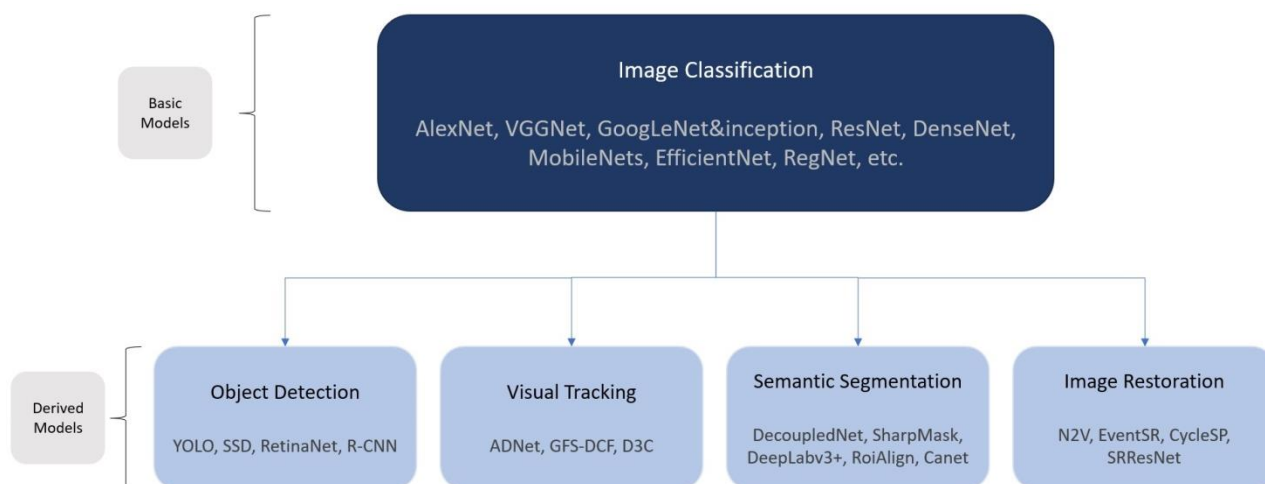 Basic
Models
Image Classification
AlexNet, VGGNet, GoogLeNet&inception, ResNet, DenseNet,
MobileNets, EfficientNet, RegNet, etc.
Derived
Models
Object Detection
YOLO, SSD, RetinaNet, R-CNN
Visual Tracking
ADNet, GFS-DCF, D3C
Semantic Segmentation
DecoupledNet, SharpMask,
DeepLabv3+, RoiAlign, Canet
Image Restoration
N2V, EventSR, CycleSP,
SRResNet